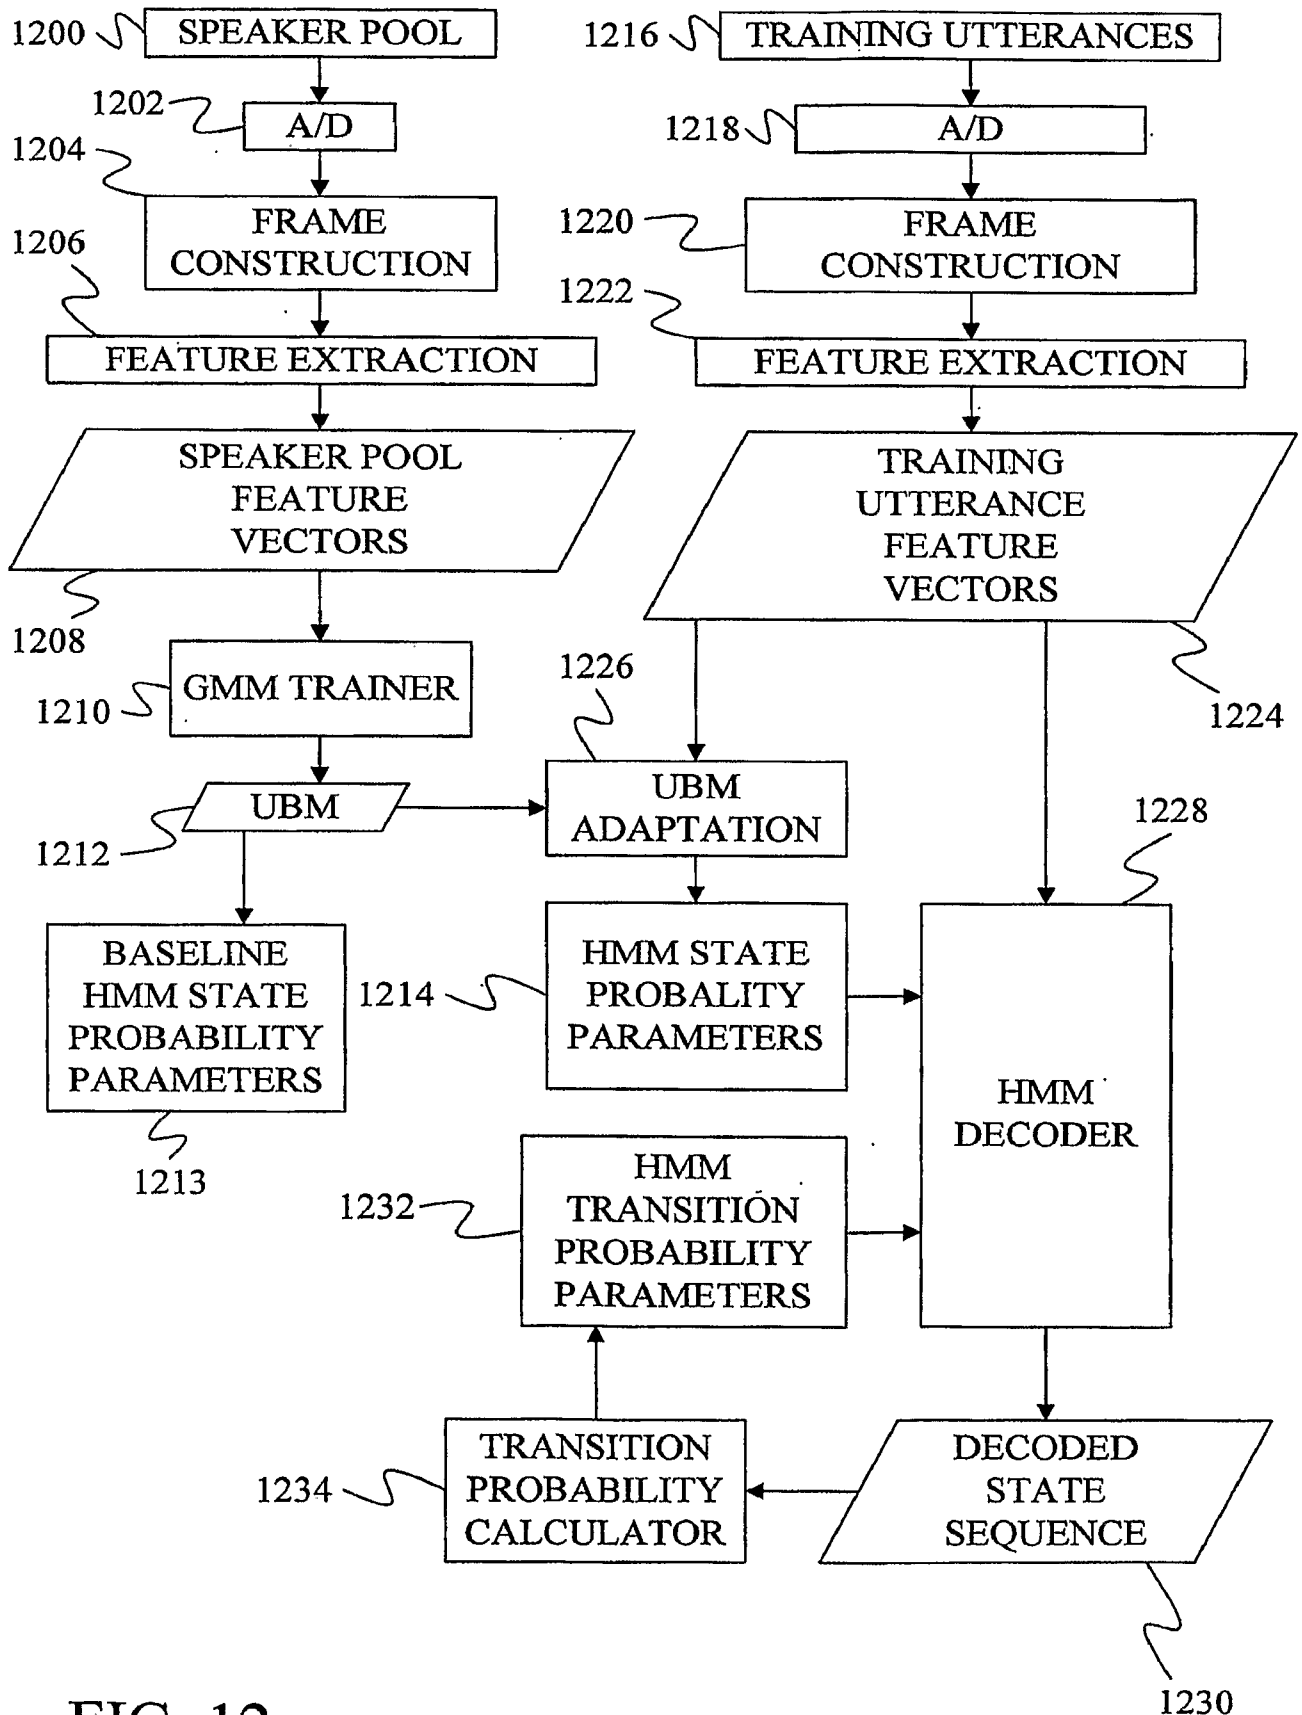 1200
SPEAKER POOL
1202
A/D
1204
FRAME
CONSTRUCTION
1206
FEATURE EXTRACTION
SPEAKER POOL
FEATURE
VECTORS
1208
GMM TRAINER
1210
UBM
1212
BASELINE
HMM STATE
PROBABILITY
PARAMETERS
1213
1216
TRAINING UTTERANCES
1218
A/D
1220
FRAME
CONSTRUCTION
1222
FEATURE EXTRACTION
TRAINING
UTTERANCE
FEATURE
VECTORS
1224
1226
UBM
ADAPTATION
1214
HMM STATE
PROBALITY
PARAMETERS
1228
HMM
DECODER
1232
HMM
TRANSITION
PROBABILITY
PARAMETERS
1234
TRANSITION
PROBABILITY
CALCULATOR
DECODED
STATE
SEQUENCE
1230
FIG. 12